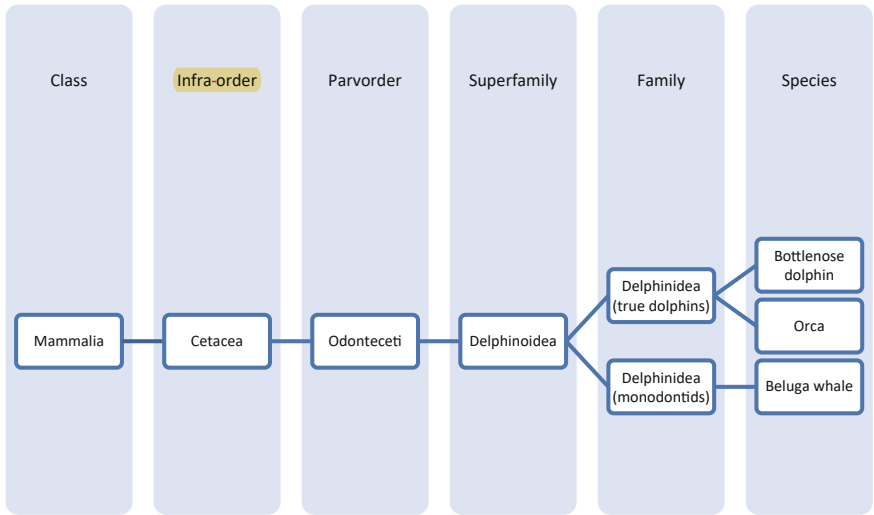 Class
Infra-order
Parvorder
Superfamily
Family
Species
Mammalia
Cetacea
Odonteceti
Delphinoidea
Delphinidea
(true dolphins)
Delphinidea
(monodontids)
Bottlenose
dolphin
Orca
Beluga whale